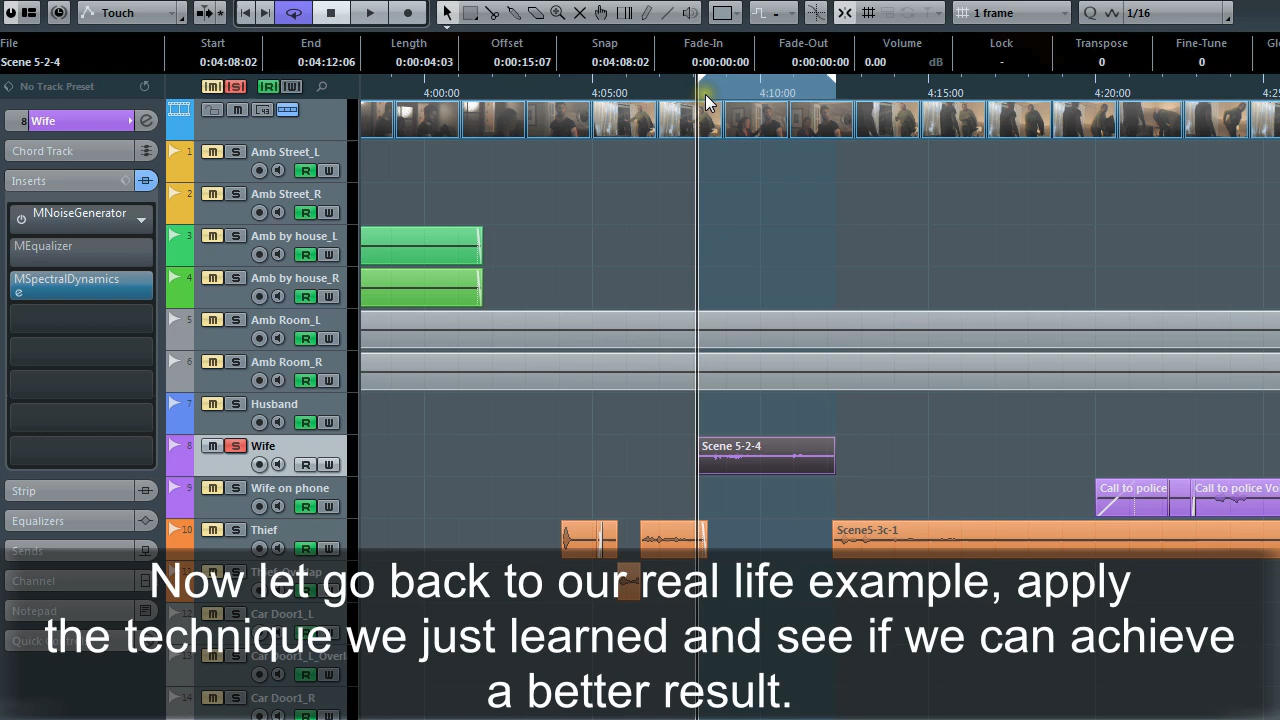 Touch
1 frame
Q
1/16
File Start End Length Offset Snap Fade-In Fade-Out Volume Lock Transpose Fine-Tune
Scene 5-2-4 0:04:08:02 0:04:12:06 0:00:04:03 0:00:15:07 0:04:08:02 0:00:00:00 0:00:00:00 0.00 dB - 0 0
No Track Preset
4:00:00 4:05:00 4:10:00 4:15:00 4:20:00
8 Wife
Chord Track
Inserts
MNoiseGenerator
MEqualizer
MSpectralDynamics
Strip
Equalizers
Sends
Channel
Notepad
1 m S Amb Street_L
R W
2 m S Amb Street_R
R W
3 m S Amb by house_L
R W
4 m S Amb by house_R
R W
5 m S Amb Room_L
R W
6 m S Amb Room_R
R W
7 m S Husband
R W
8 m S Wife
R W
Scene 5-2-4
9 m S Wife on phone
R W
Call to police
Call to police Vo
10 m S Thief
R W
Scene5-3c-1
Car Door1_L
14 m S Car Door1_R
R W
Now let go back to our real life example, apply
the technique we just learned and see if we can achieve
a better result.